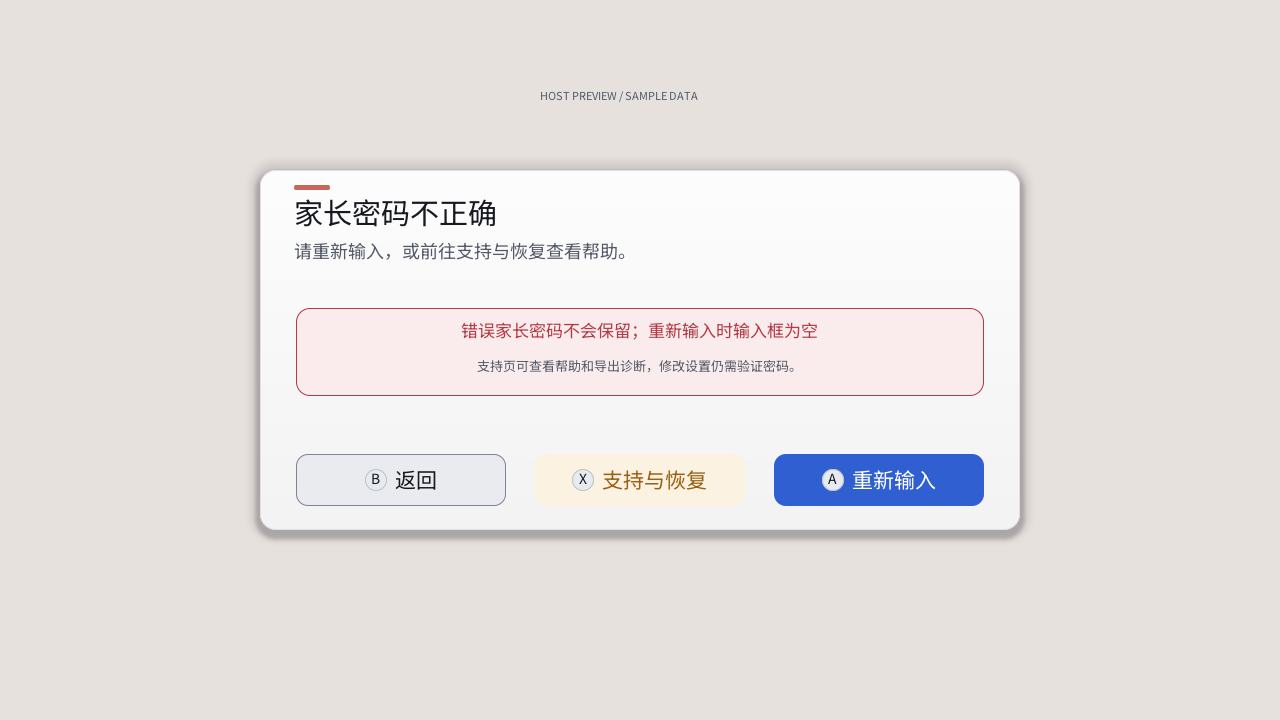 HOST PREVIEW / SAMPLE DATA
家长密码不正确
请重新输入，或前往支持与恢复查看帮助。
错误家长密码不会保留；重新输入时输入框为空
支持页可查看帮助和导出诊断，修改设置仍需验证密码。
B 返回
X 支持与恢复
A 重新输入